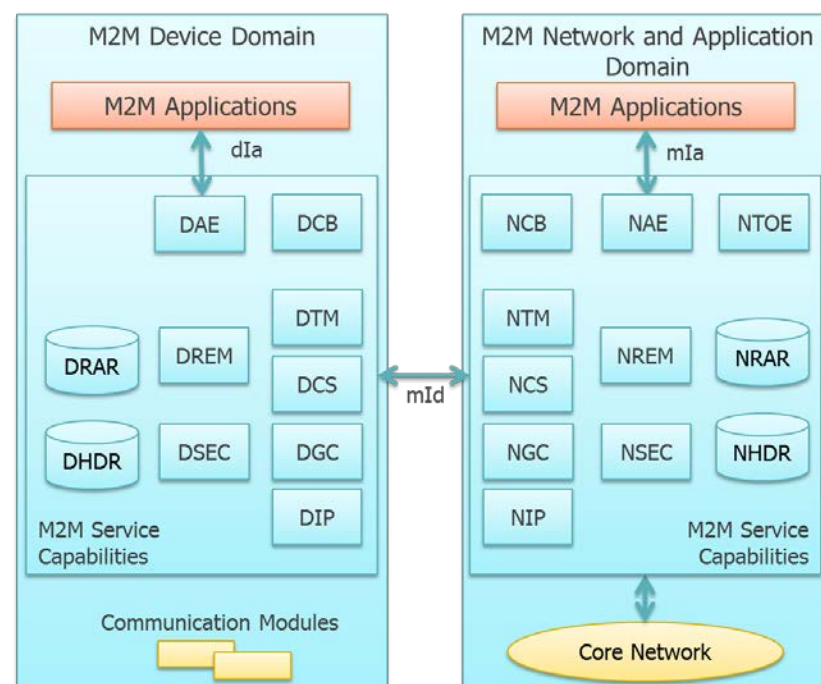 M2M Device Domain
M2M Applications
dIa
DAE
DCB
DTM
DRAR
DREM
DCS
DHDR
DSEC
DGC
DIP
M2M Service
Capabilities
Communication Modules
mId
M2M Network and Application
Domain
M2M Applications
mIa
NCB
NAE
NTOE
NTM
NREM
NRAR
NCS
NGC
NSEC
NHDR
NIP
M2M Service
Capabilities
Core Network